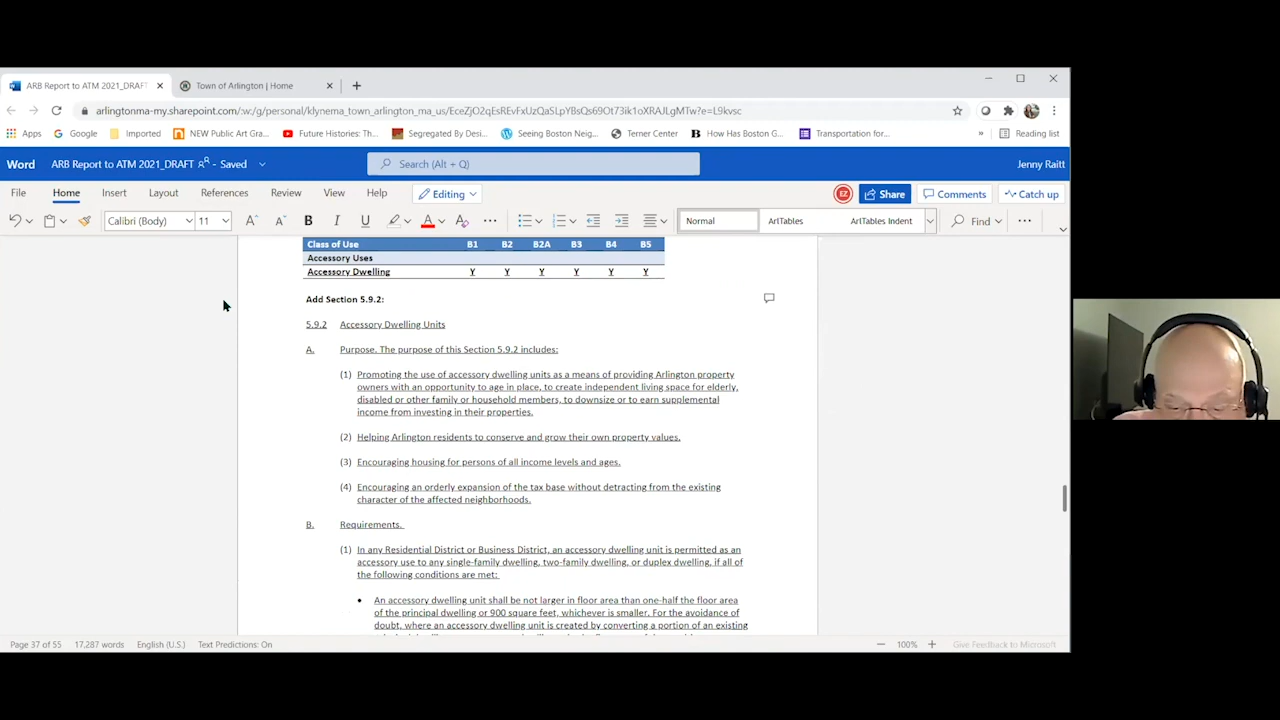 ARB Report to ATM 2021_DRAFT
Town of Arlington | Home
arlingtonma-my.sharepoint.com/:w:/g/personal/klynema_town_arlington_ma_us/EceZjO2qEsREvFxUzQaSLpYBsQs69Ot73ik1oXRAJLgMTw?e=L9kvsc
Apps Google Imported NEW Public Art Gra... Future Histories: Th... Segregated By Desi... Seeing Boston Neig... Terner Center How Has Boston G... Transportation for... » Reading list
Word ARB Report to ATM 2021_DRAFT - Saved Search (Alt + Q) Jenny Raitt
File Home Insert Layout References Review View Help Editing EZ Share Comments Catch up
Calibri (Body) 11 B I U A Normal ArlTables ArlTables Indent Find
Class of Use B1 B2 B2A B3 B4 B5
Accessory Uses
Accessory Dwelling Y Y Y Y Y Y
Add Section 5.9.2:
5.9.2 Accessory Dwelling Units
A. Purpose. The purpose of this Section 5.9.2 includes:
(1) Promoting the use of accessory dwelling units as a means of providing Arlington property
owners with an opportunity to age in place, to create independent living space for elderly,
disabled or other family or household members, to downsize or to earn supplemental
income from investing in their properties.
(2) Helping Arlington residents to conserve and grow their own property values.
(3) Encouraging housing for persons of all income levels and ages.
(4) Encouraging an orderly expansion of the tax base without detracting from the existing
character of the affected neighborhoods.
B. Requirements.
(1) In any Residential District or Business District, an accessory dwelling unit is permitted as an
accessory use to any single-family dwelling, two-family dwelling, or duplex dwelling, if all of
the following conditions are met:
• An accessory dwelling unit shall be not larger in floor area than one-half the floor area
of the principal dwelling or 900 square feet, whichever is smaller. For the avoidance of
doubt, where an accessory dwelling unit is created by converting a portion of an existing
Page 37 of 55 17,287 words English (U.S.) Text Predictions: On 100% Give Feedback to Microsoft